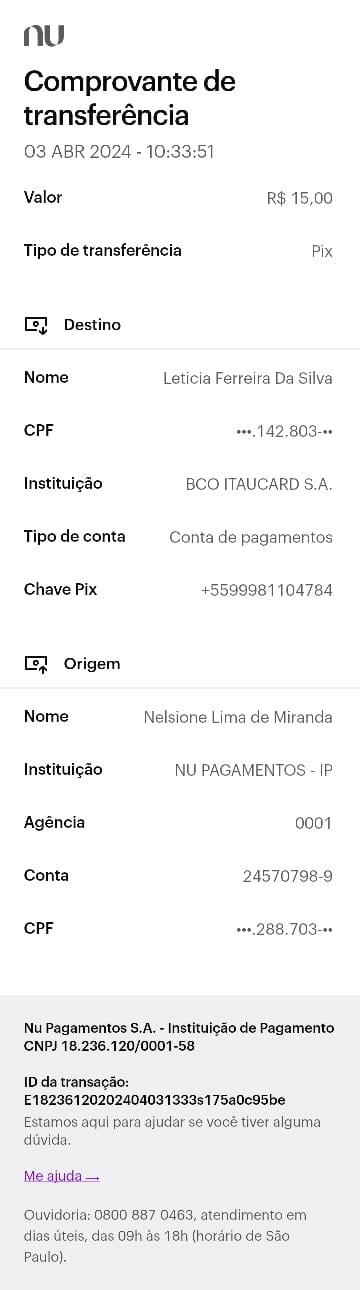 nu
Comprovante de
transferência
03 ABR 2024 - 10:33:51
Valor R$ 15,00
Tipo de transferência Pix
Destino
Nome Leticia Ferreira Da Silva
CPF •••.142.803-••
Instituição BCO ITAUCARD S.A.
Tipo de conta Conta de pagamentos
Chave Pix +5599981104784
Origem
Nome Nelsione Lima de Miranda
Instituição NU PAGAMENTOS - IP
Agência 0001
Conta 24570798-9
CPF •••.288.703-••
Nu Pagamentos S.A. - Instituição de Pagamento
CNPJ 18.236.120/0001-58
ID da transação:
E18236120202404031333s175a0c95be
Estamos aqui para ajudar se você tiver alguma
dúvida.
Me ajuda →
Ouvidoria: 0800 887 0463, atendimento em
dias úteis, das 09h às 18h (horário de São
Paulo).